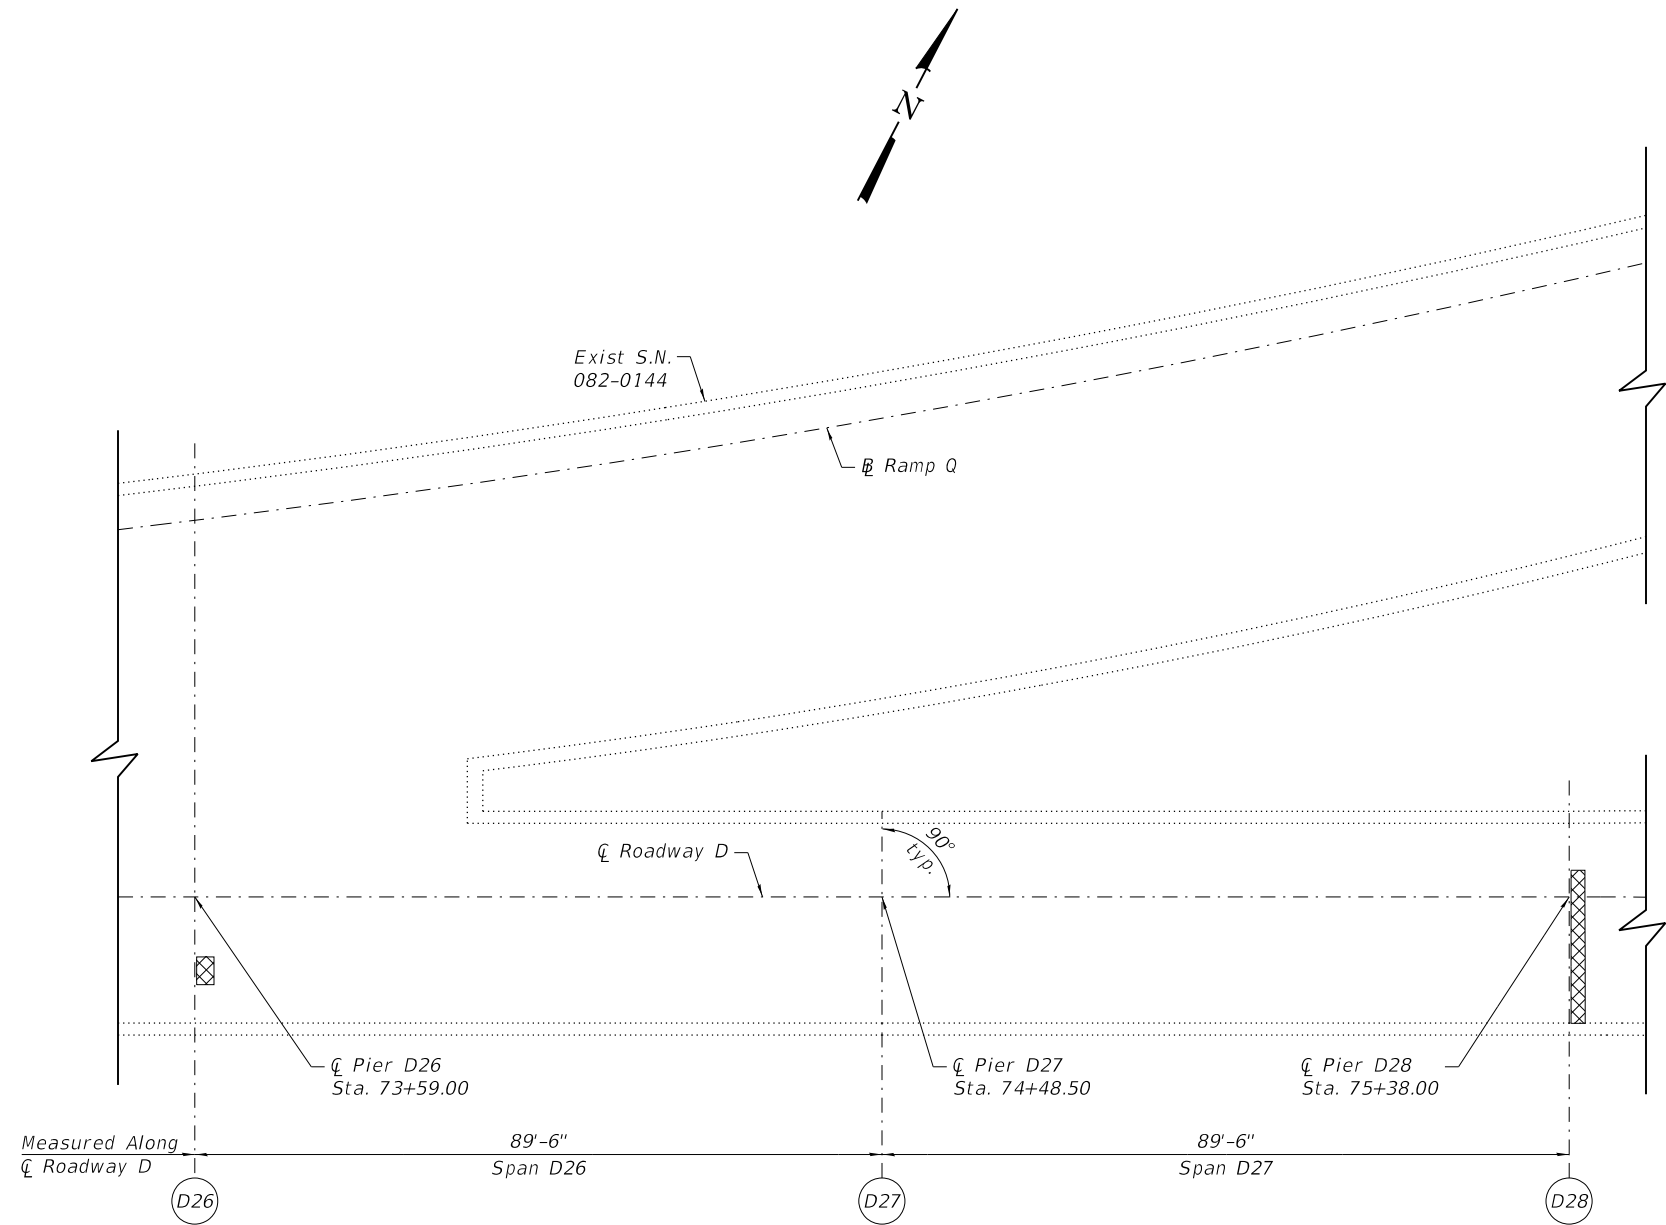 N
Exist S.N.
082-0144
℄ Ramp Q
℄ Roadway D
90°
typ.
℄ Pier D26
Sta. 73+59.00
℄ Pier D27
Sta. 74+48.50
℄ Pier D28
Sta. 75+38.00
Measured Along
℄ Roadway D
89'-6"
Span D26
89'-6"
Span D27
D26
D27
D28